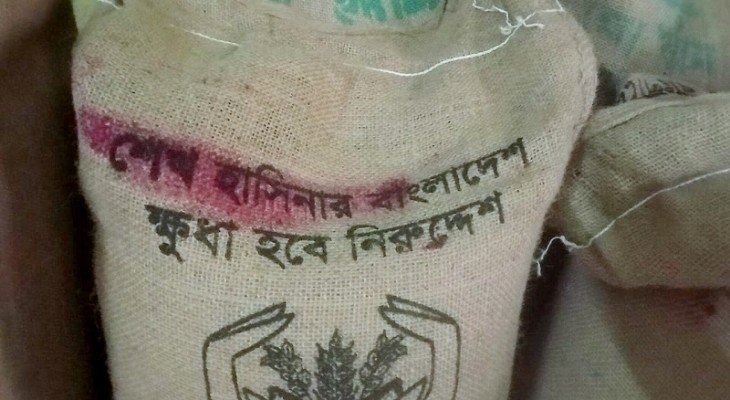 শেখ হাসিনার বাংলাদেশ
ক্ষুধা হবে নিরুদ্দেশ